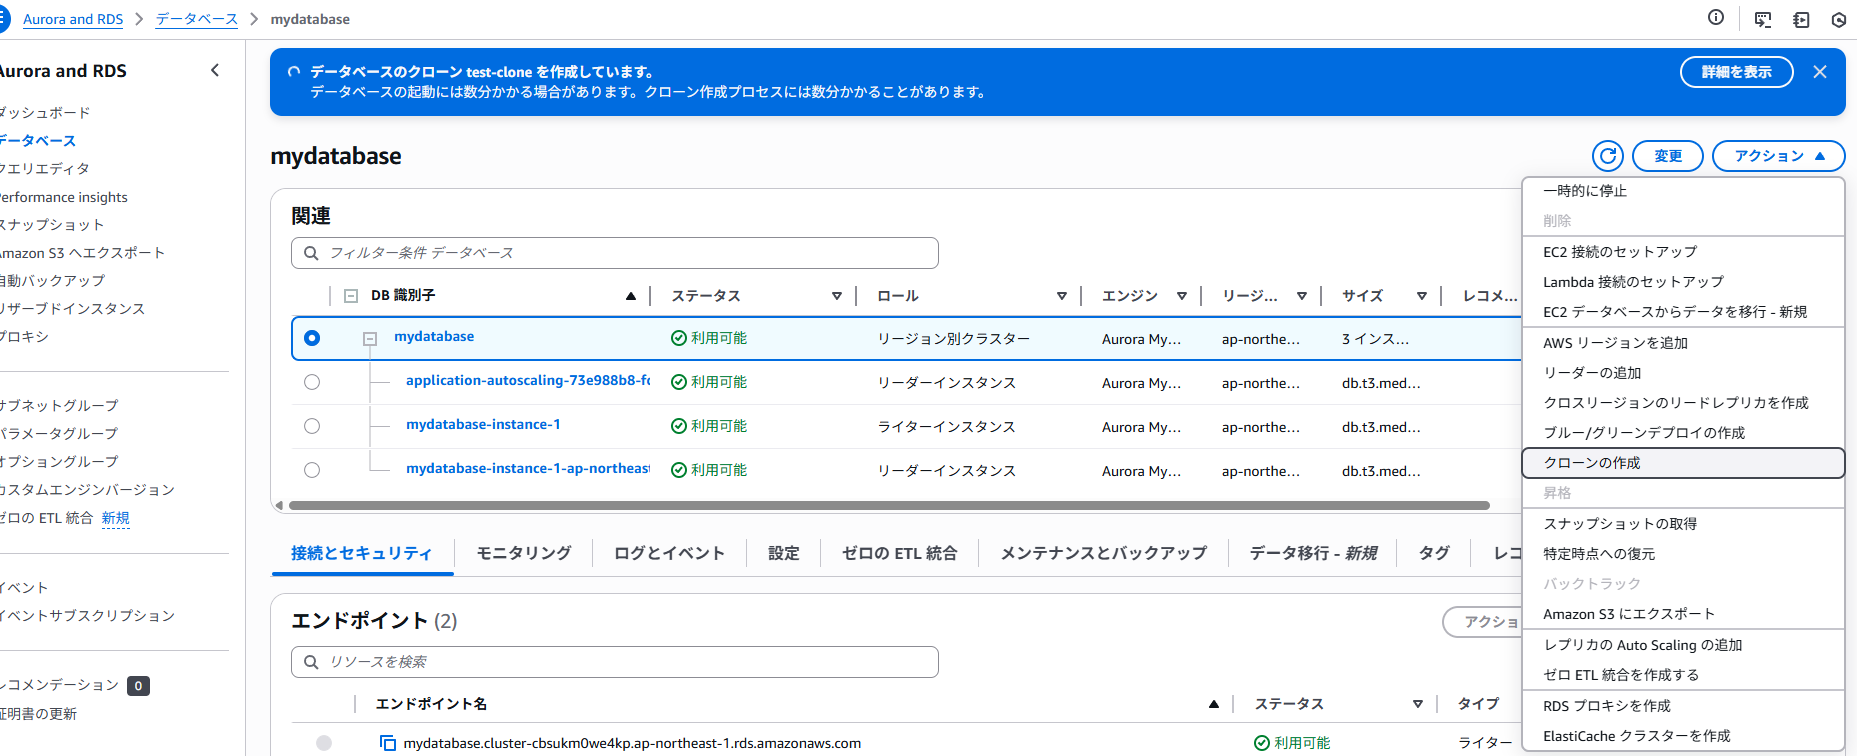 Aurora and RDS > データベース > mydatabase
Aurora and RDS
ダッシュボード
データベース
クエリエディタ
Performance insights
スナップショット
Amazon S3 へエクスポート
自動バックアップ
リザーブドインスタンス
プロキシ
サブネットグループ
パラメータグループ
オプショングループ
カスタムエンジンバージョン
ゼロの ETL 統合 新規
イベント
イベントサブスクリプション
レコメンデーション 0
証明書の更新
データベースのクローン test-clone を作成しています。
データベースの起動には数分かかる場合があります。クローン作成プロセスには数分かかることがあります。
詳細を表示
mydatabase
変更
アクション
関連
フィルター条件 データベース
DB 識別子 ステータス ロール エンジン リージ... サイズ レコメ...
mydatabase 利用可能 リージョン別クラスター Aurora My... ap-northe... 3 インス...
application-autoscaling-73e988b8-fc 利用可能 リーダーインスタンス Aurora My... ap-northe... db.t3.med...
mydatabase-instance-1 利用可能 ライターインスタンス Aurora My... ap-northe... db.t3.med...
mydatabase-instance-1-ap-northeast 利用可能 リーダーインスタンス Aurora My... ap-northe... db.t3.med...
接続とセキュリティ モニタリング ログとイベント 設定 ゼロの ETL 統合 メンテナンスとバックアップ データ移行 - 新規 タグ レコ
エンドポイント (2)
アクショ
リソースを検索
エンドポイント名 ステータス タイプ
mydatabase.cluster-cbsukm0we4kp.ap-northeast-1.rds.amazonaws.com 利用可能 ライター
一時的に停止
削除
EC2 接続のセットアップ
Lambda 接続のセットアップ
EC2 データベースからデータを移行 - 新規
AWS リージョンを追加
リーダーの追加
クロスリージョンのリードレプリカを作成
ブルー/グリーンデプロイの作成
クローンの作成
昇格
スナップショットの取得
特定時点への復元
バックトラック
Amazon S3 にエクスポート
レプリカの Auto Scaling の追加
ゼロ ETL 統合を作成する
RDS プロキシを作成
ElastiCache クラスターを作成